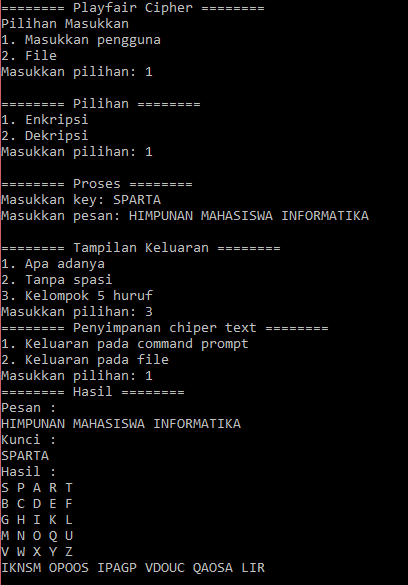 ======== Playfair Cipher ========
Pilihan Masukkan
1. Masukkan pengguna
2. File
Masukkan pilihan: 1
======== Pilihan ========
1. Enkripsi
2. Dekripsi
Masukkan pilihan: 1
======== Proses ========
Masukkan key: SPARTA
Masukkan pesan: HIMPUNAN MAHASISWA INFORMATIKA
======== Tampilan Keluaran ========
1. Apa adanya
2. Tanpa spasi
3. Kelompok 5 huruf
Masukkan pilihan: 3
======== Penyimpanan chiper text ========
1. Keluaran pada command prompt
2. Keluaran pada file
Masukkan pilihan: 1
======== Hasil ========
Pesan :
HIMPUNAN MAHASISWA INFORMATIKA
Kunci :
SPARTA
Hasil :
S P A R T
B C D E F
G H I K L
M N O Q U
V W X Y Z
IKNSM OPOOS IPAGP VDOUC QAOSA LIR